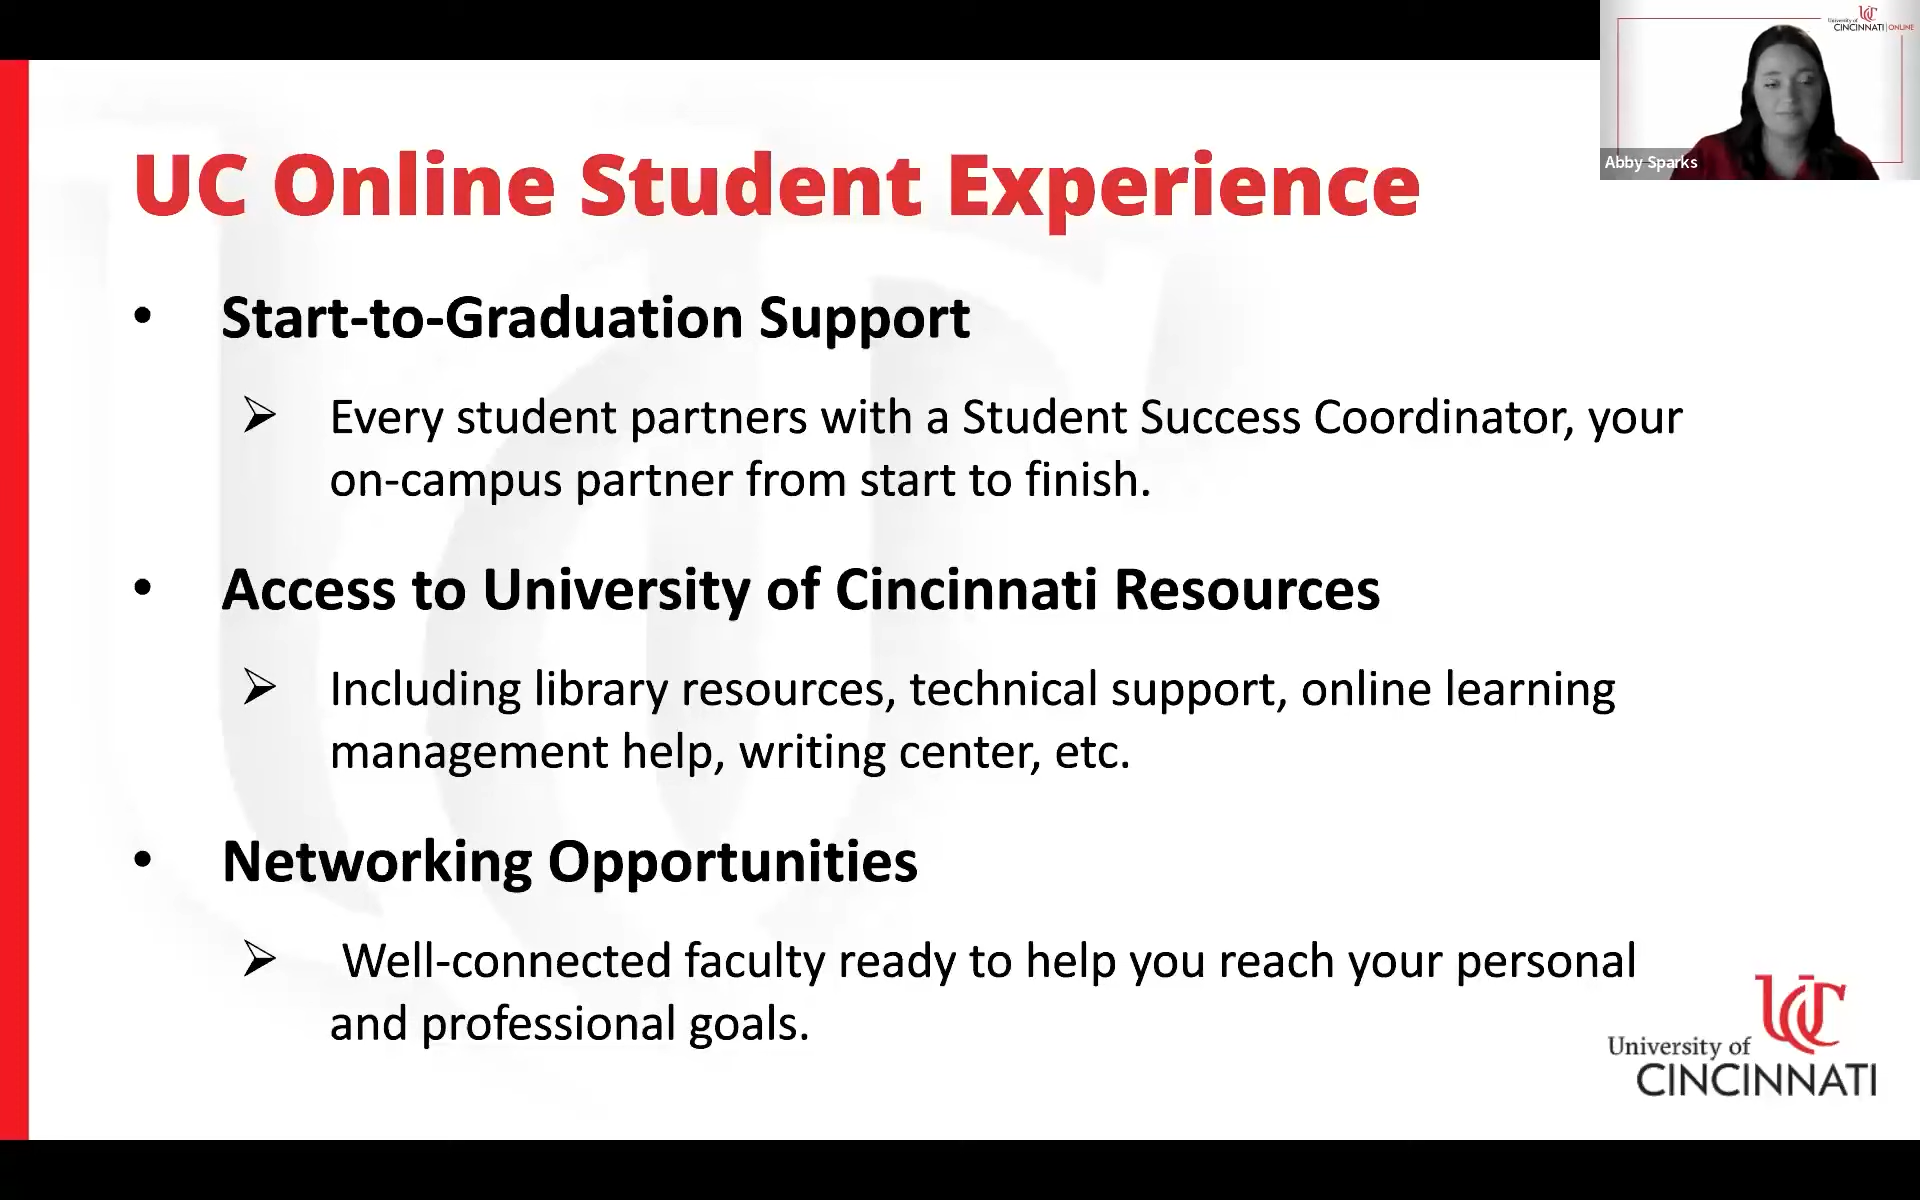 University of
CINCINNATI | ONLINE
Abby Sparks
UC Online Student Experience
• Start-to-Graduation Support
➢ Every student partners with a Student Success Coordinator, your
on-campus partner from start to finish.
• Access to University of Cincinnati Resources
➢ Including library resources, technical support, online learning
management help, writing center, etc.
• Networking Opportunities
➢ Well-connected faculty ready to help you reach your personal
and professional goals.
UC
University of
CINCINNATI